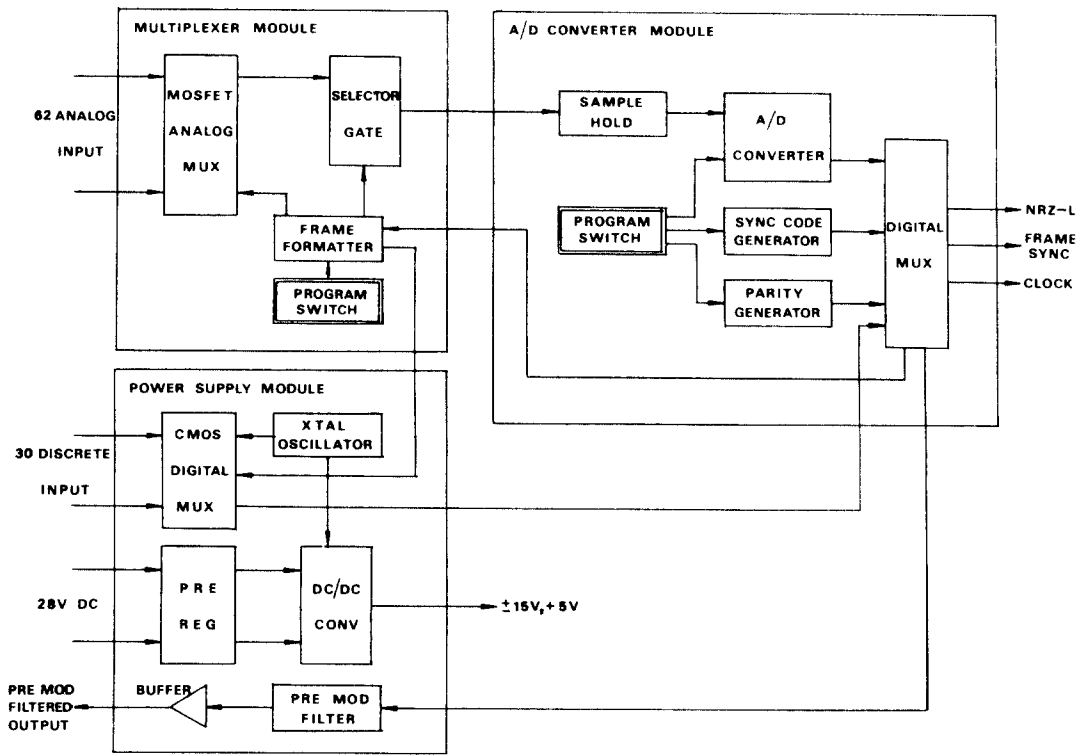 MULTIPLEXER MODULE
MOSFET
ANALOG
MUX
SELECTOR
GATE
62 ANALOG
INPUT
FRAME
FORMATTER
PROGRAM
SWITCH
A/D CONVERTER MODULE
SAMPLE
HOLD
A/D
CONVERTER
PROGRAM
SWITCH
SYNC CODE
GENERATOR
PARITY
GENERATOR
DIGITAL
MUX
NRZ-L
FRAME
SYNC
CLOCK
POWER SUPPLY MODULE
30 DISCRETE
INPUT
CMOS
DIGITAL
MUX
XTAL
OSCILLATOR
28V DC
PRE
REG
DC/DC
CONV
±15V,+5V
PRE MOD
FILTERED
OUTPUT
BUFFER
PRE MOD
FILTER